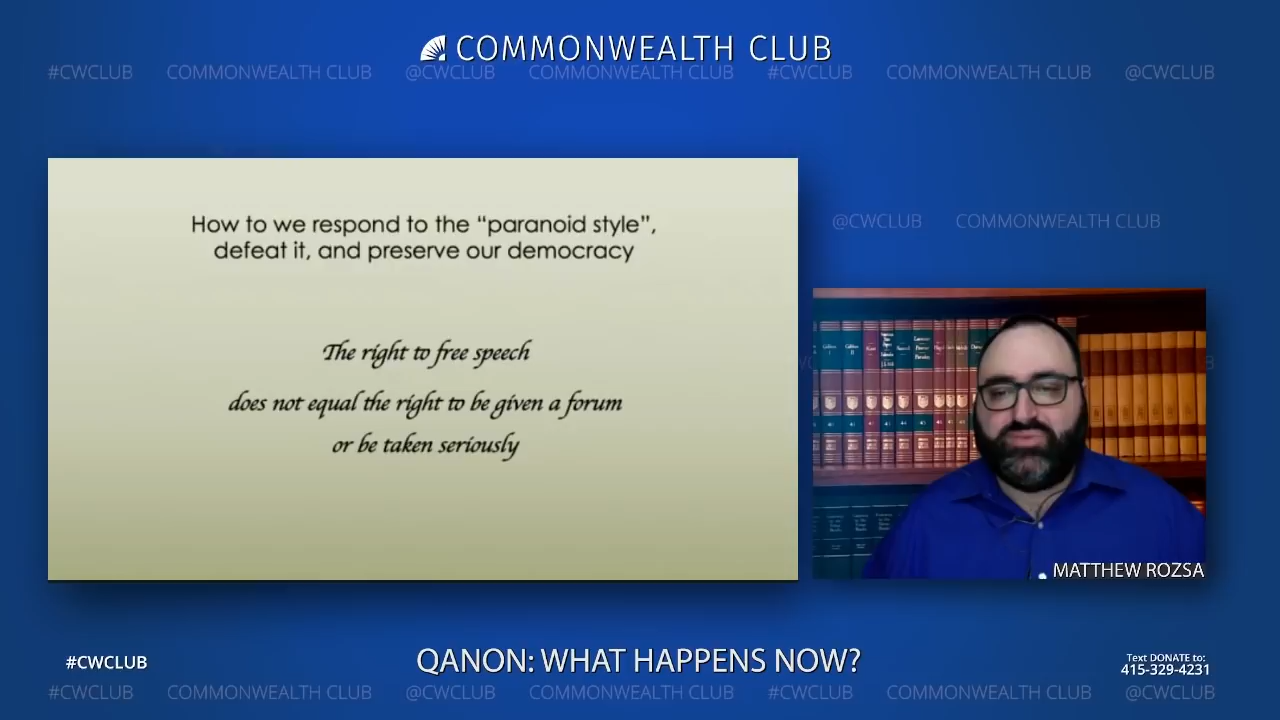 COMMONWEALTH CLUB
#CWCLUB COMMONWEALTH CLUB @CWCLUB COMMONWEALTH CLUB #CWCLUB COMMONWEALTH CLUB @CWCLUB
How to we respond to the “paranoid style”,
defeat it, and preserve our democracy
The right to free speech
does not equal the right to be given a forum
or be taken seriously
@CWCLUB COMMONWEALTH CLUB
MATTHEW ROZSA
#CWCLUB
QANON: WHAT HAPPENS NOW?
Text DONATE to:
415-329-4231
#CWCLUB COMMONWEALTH CLUB @CWCLUB COMMONWEALTH CLUB #CWCLUB COMMONWEALTH CLUB @CWCLUB